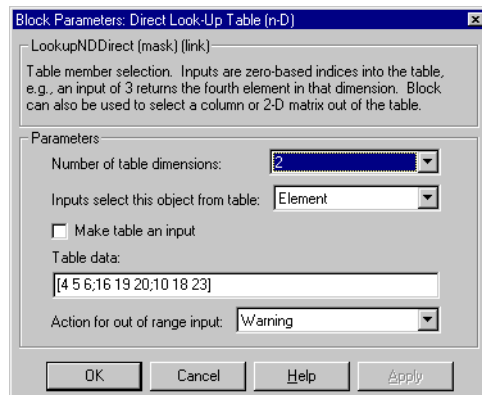 Block Parameters: Direct Look-Up Table (n-D)
LookupNDDirect (mask) (link)
Table member selection. Inputs are zero-based indices into the table,
e.g., an input of 3 returns the fourth element in that dimension. Block
can also be used to select a column or 2-D matrix out of the table.
Parameters
Number of table dimensions: 2
Inputs select this object from table: Element
Make table an input
Table data:
[4 5 6;16 19 20;10 18 23]
Action for out of range input: Warning
OK Cancel Help Apply